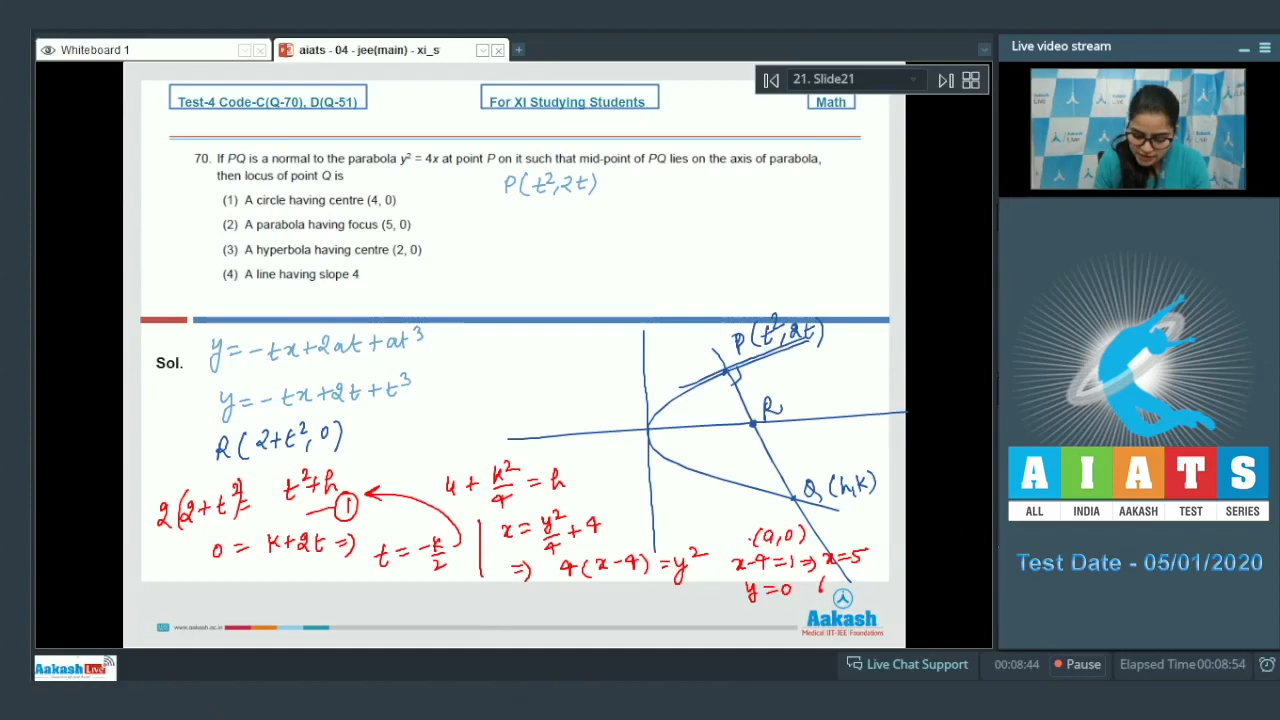 Whiteboard 1
aiats - 04 - jee(main) - xi_s
Live video stream
21. Slide21
Test-4 Code-C(Q-70), D(Q-51)
For XI Studying Students
Math
70. If PQ is a normal to the parabola y² = 4x at point P on it such that mid-point of PQ lies on the axis of parabola,
then locus of point Q is
P(t²,2t)
(1) A circle having centre (4, 0)
(2) A parabola having focus (5, 0)
(3) A hyperbola having centre (2, 0)
(4) A line having slope 4
Sol.
y = -tx+2at+at³
y = -tx+2t+t³
R(2+t²,0)
2(2+t²)= t²+h
①
0 = k+2t ⇒ t = -k/2
4 + k²/4 = h
x = y²/4 + 4
⇒ 4(x-4) = y²
P(t²,2t)
R
Q(h,k)
(a,0)
x-4=1 ⇒ x=5
y=0 (
Aakash
Medical|IIT-JEE|Foundations
www.aakash.ac.in
AIATS
ALL INDIA AAKASH TEST SERIES
Test Date - 05/01/2020
Aakash Live
Live Chat Support
00:08:44
Pause
Elapsed Time 00:08:54